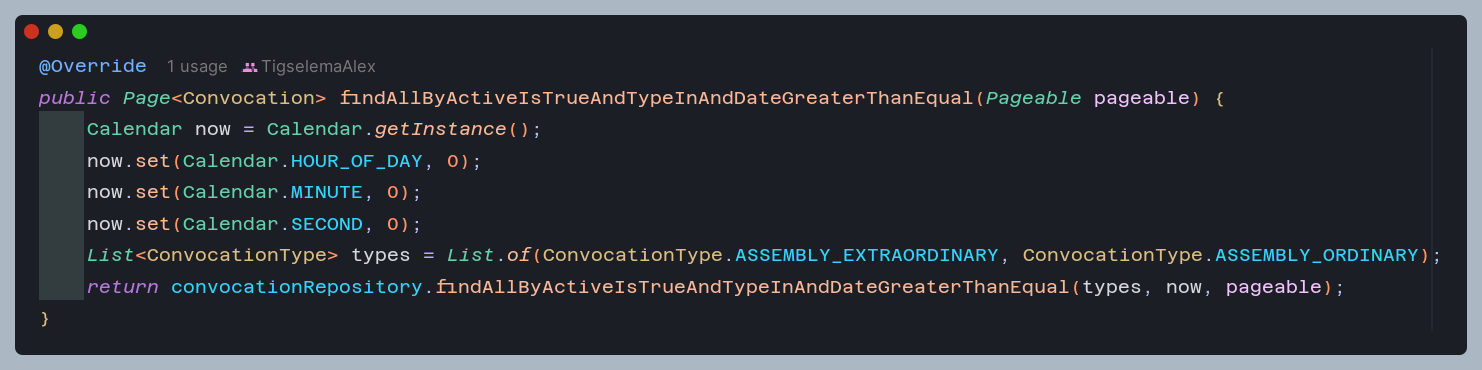 @Override 1 usage TigselemaAlex
public Page<Convocation> findAllByActiveIsTrueAndTypeInAndDateGreaterThanEqual(Pageable pageable) {
    Calendar now = Calendar.getInstance();
    now.set(Calendar.HOUR_OF_DAY, 0);
    now.set(Calendar.MINUTE, 0);
    now.set(Calendar.SECOND, 0);
    List<ConvocationType> types = List.of(ConvocationType.ASSEMBLY_EXTRAORDINARY, ConvocationType.ASSEMBLY_ORDINARY);
    return convocationRepository.findAllByActiveIsTrueAndTypeInAndDateGreaterThanEqual(types, now, pageable);
}